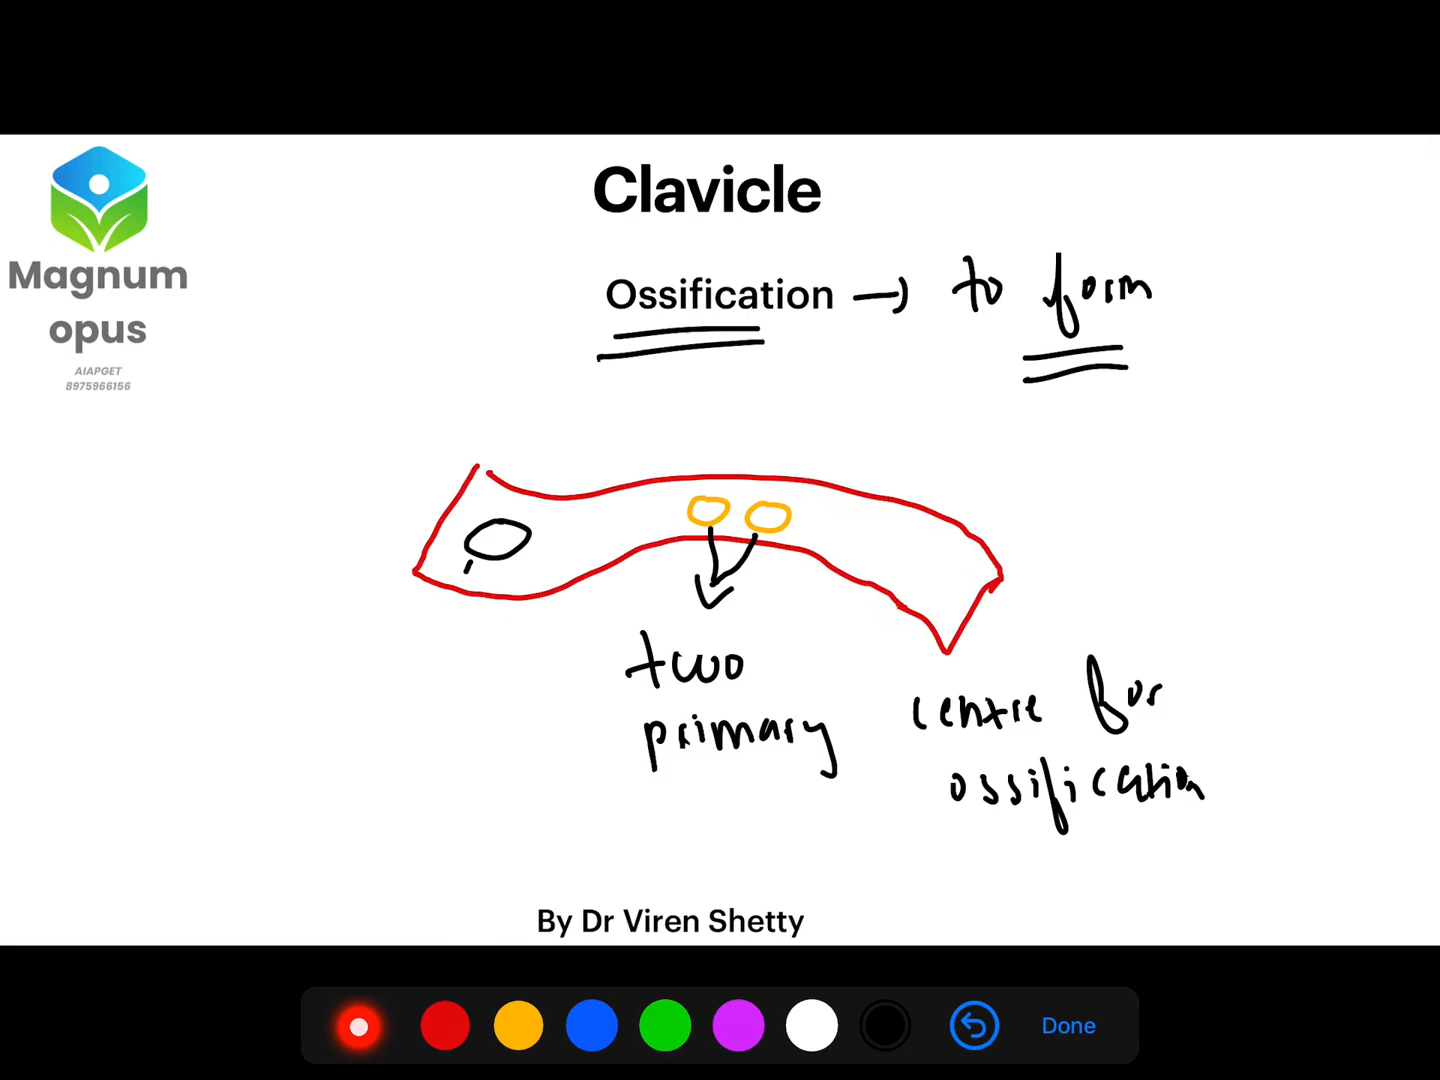 Clavicle
Magnum
opus
AIAPGET
8975966156
Ossification → to form
two
primary
centre for
ossification
By Dr Viren Shetty
Done